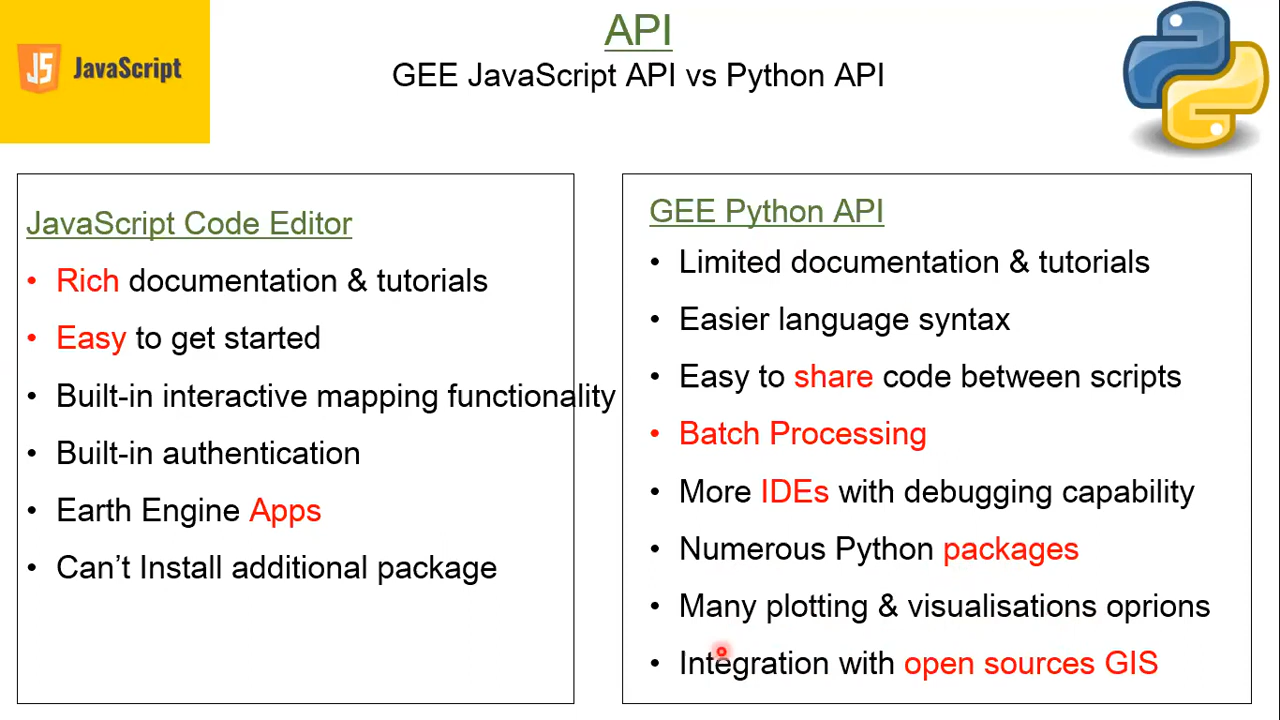 API
GEE JavaScript API vs Python API
JS JavaScript
JavaScript Code Editor
• Rich documentation & tutorials
• Easy to get started
• Built-in interactive mapping functionality
• Built-in authentication
• Earth Engine Apps
• Can’t Install additional package
GEE Python API
• Limited documentation & tutorials
• Easier language syntax
• Easy to share code between scripts
• Batch Processing
• More IDEs with debugging capability
• Numerous Python packages
• Many plotting & visualisations oprions
• Integration with open sources GIS